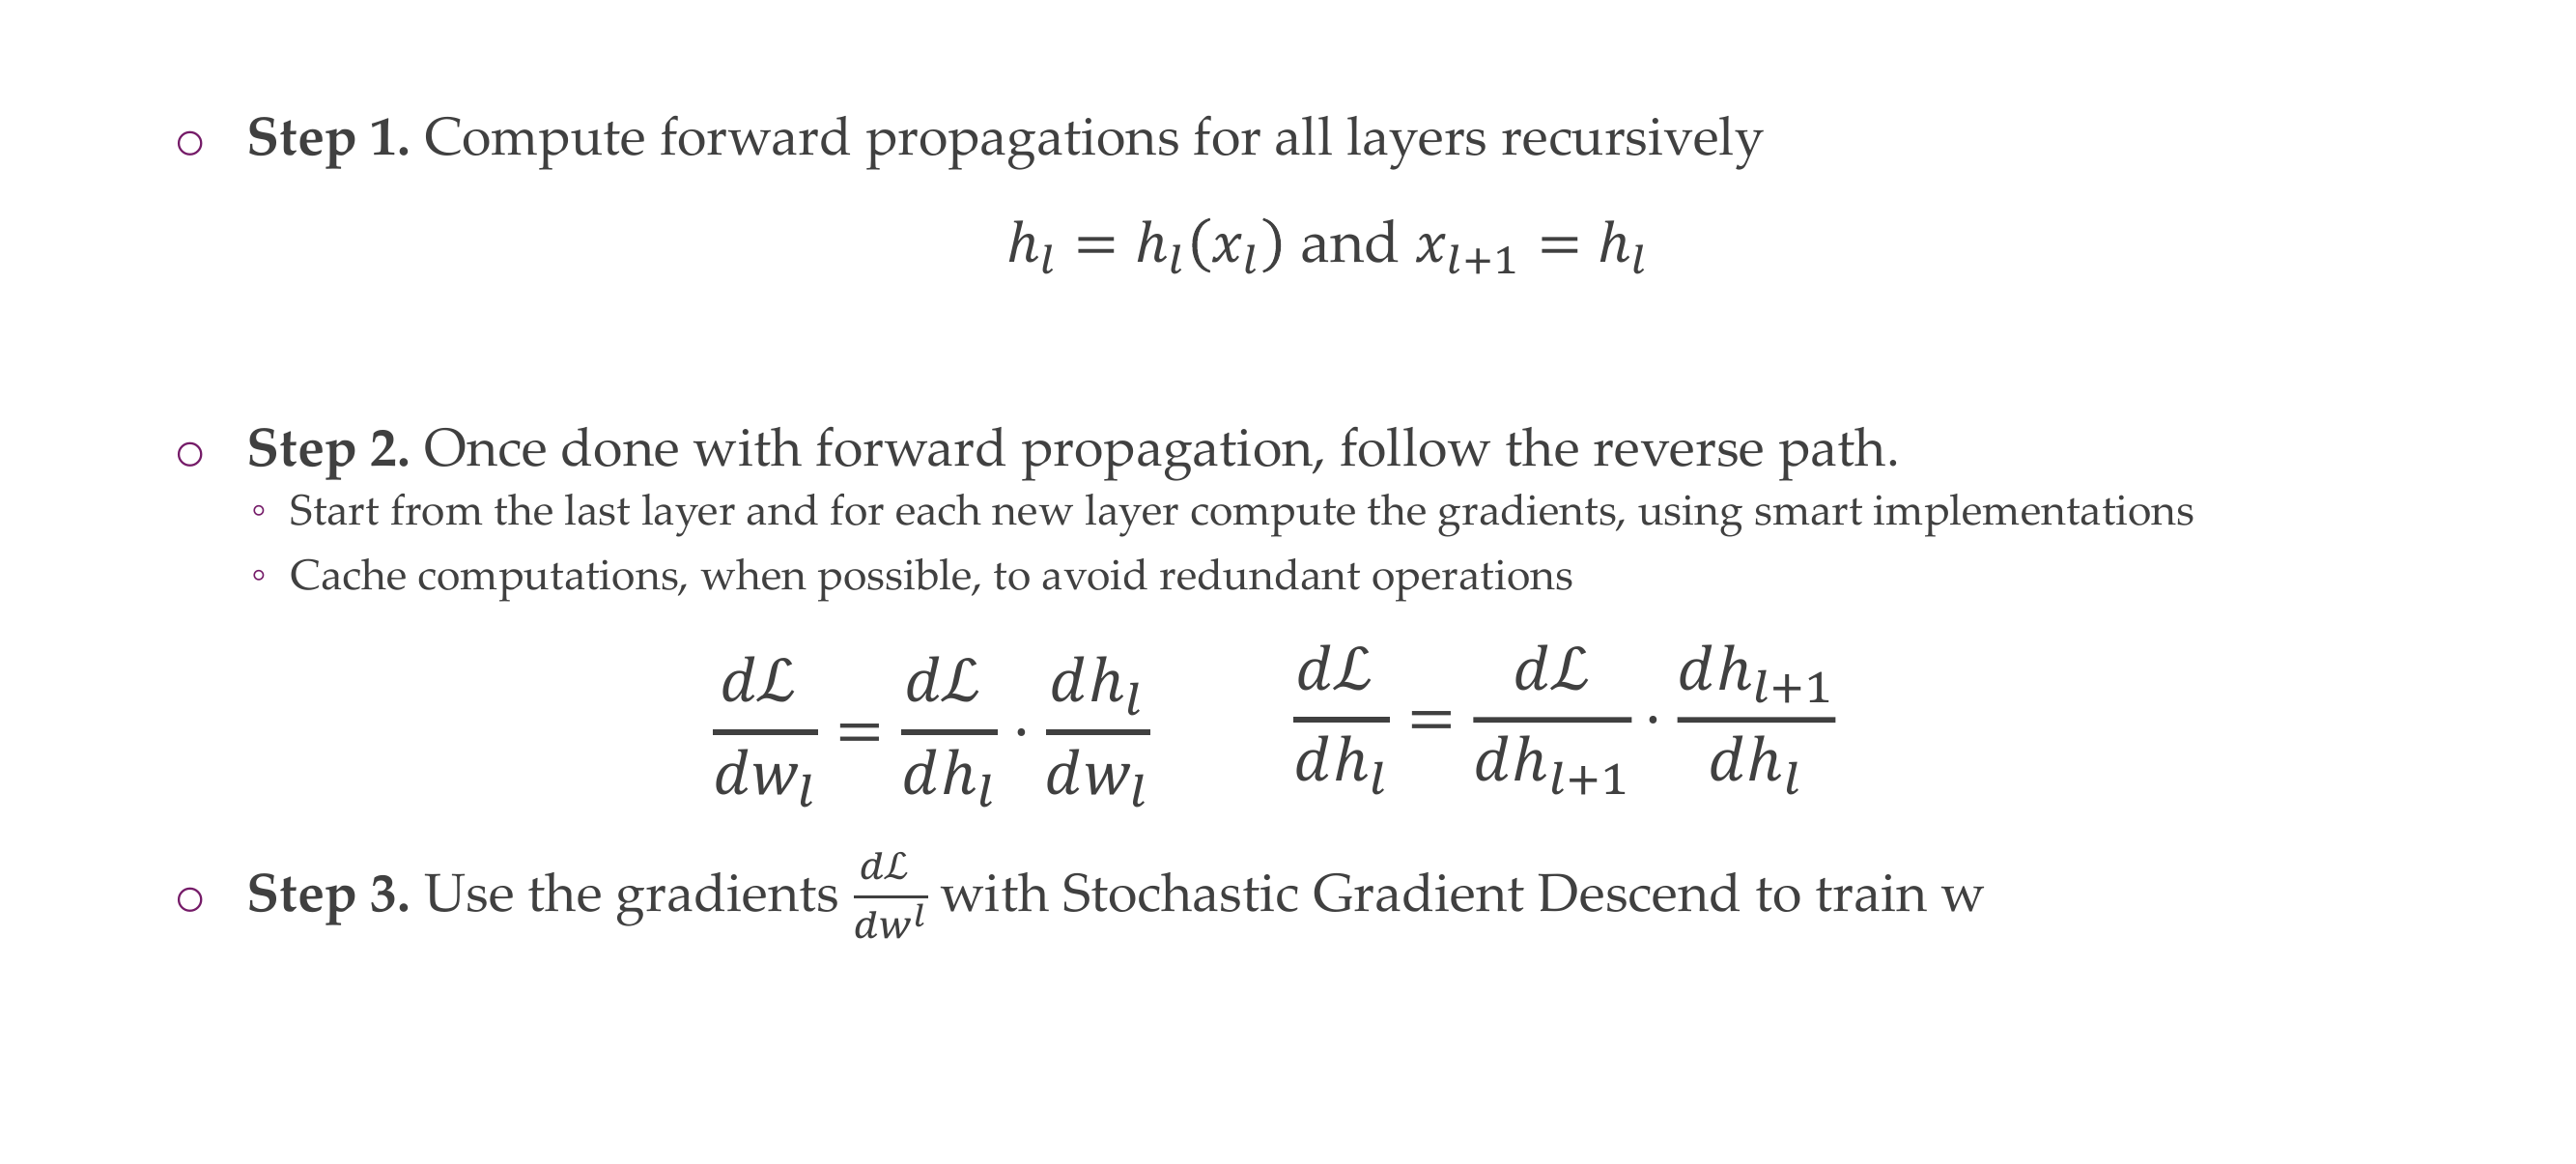 ○ Step 1. Compute forward propagations for all layers recursively
h_l = h_l(x_l) and x_{l+1} = h_l
○ Step 2. Once done with forward propagation, follow the reverse path.
◦ Start from the last layer and for each new layer compute the gradients, using smart implementations
◦ Cache computations, when possible, to avoid redundant operations
\frac{d\mathcal{L}}{dw_l} = \frac{d\mathcal{L}}{dh_l} \cdot \frac{dh_l}{dw_l} \quad \frac{d\mathcal{L}}{dh_l} = \frac{d\mathcal{L}}{dh_{l+1}} \cdot \frac{dh_{l+1}}{dh_l}
○ Step 3. Use the gradients \frac{d\mathcal{L}}{dw^l} with Stochastic Gradient Descend to train w